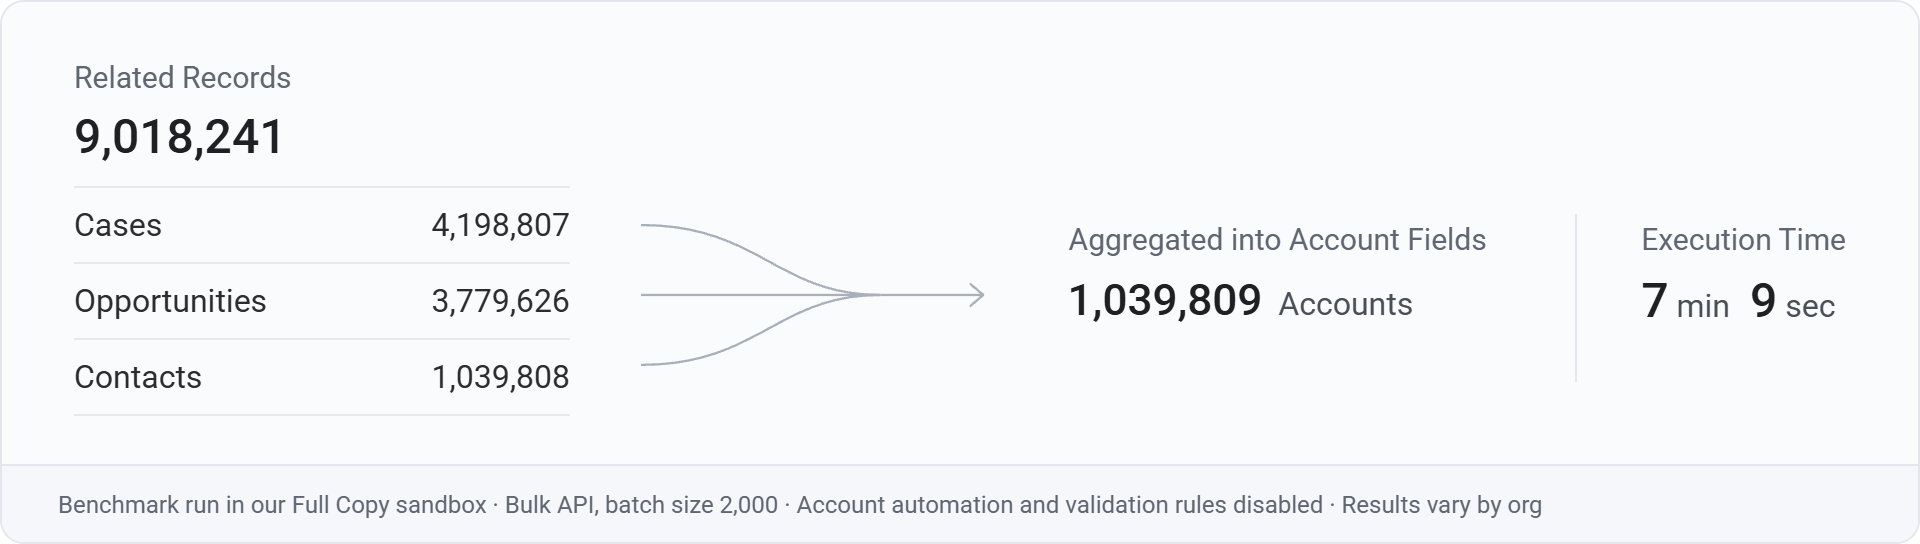 Related Records
9,018,241
Cases 4,198,807
Opportunities 3,779,626
Contacts 1,039,808
Aggregated into Account Fields
1,039,809 Accounts
Execution Time
7 min 9 sec
Benchmark run in our Full Copy sandbox · Bulk API, batch size 2,000 · Account automation and validation rules disabled · Results vary by org